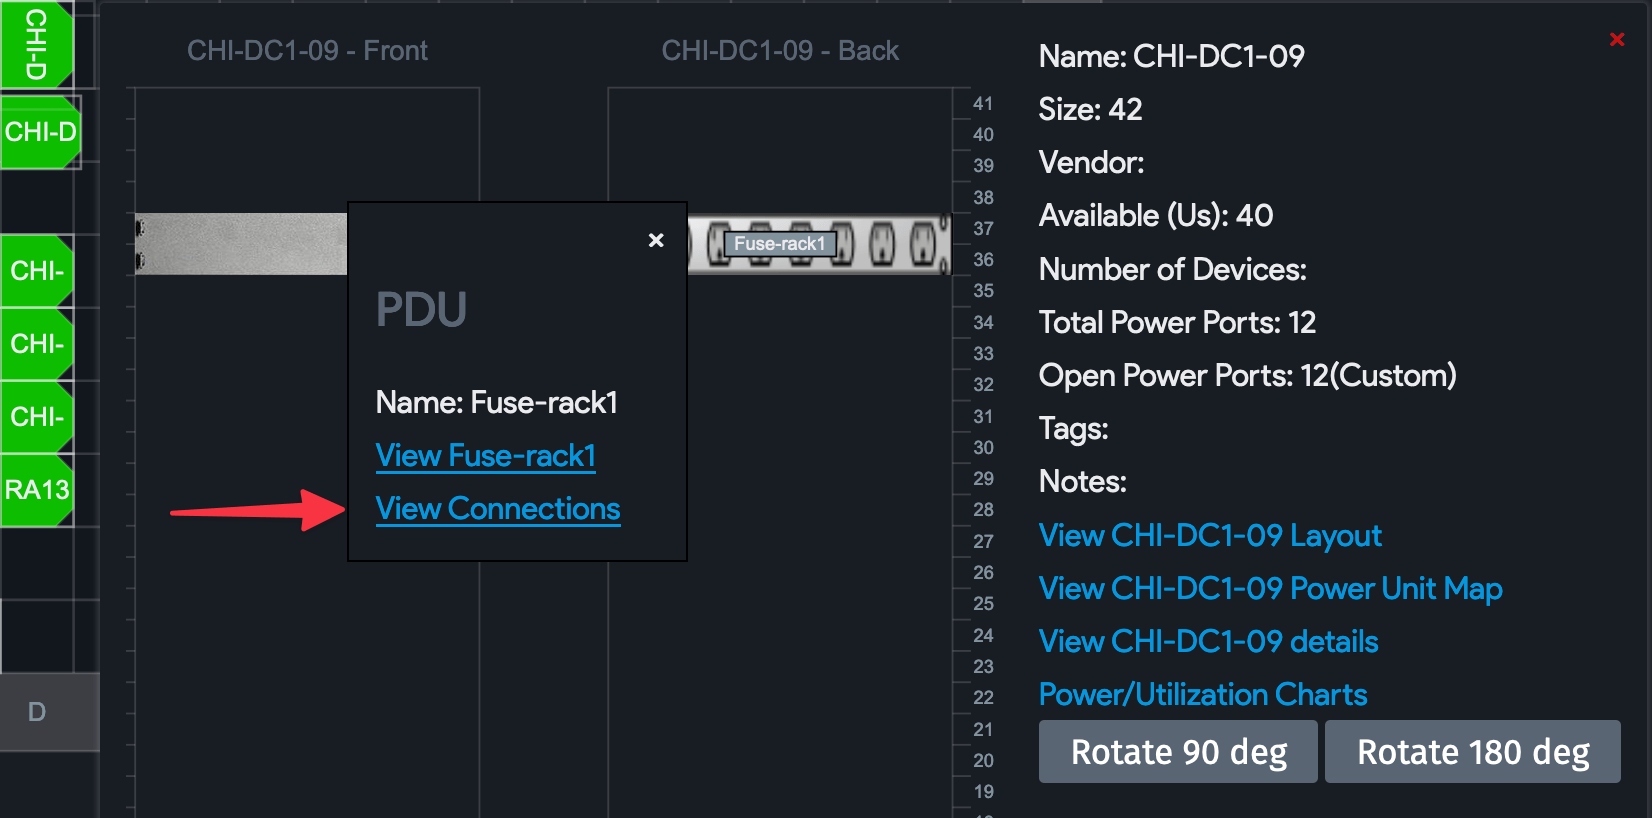 CHI-D
CHI-D
CHI-
CHI-
CHI-
RA13
D
CHI-DC1-09 - Front
CHI-DC1-09 - Back
Fuse-rack1
41
40
39
38
37
36
35
34
33
32
31
30
29
28
27
26
25
24
23
22
21
20
19
PDU
Name: Fuse-rack1
View Fuse-rack1
View Connections
Name: CHI-DC1-09
Size: 42
Vendor:
Available (Us): 40
Number of Devices:
Total Power Ports: 12
Open Power Ports: 12(Custom)
Tags:
Notes:
View CHI-DC1-09 Layout
View CHI-DC1-09 Power Unit Map
View CHI-DC1-09 details
Power/Utilization Charts
Rotate 90 deg
Rotate 180 deg